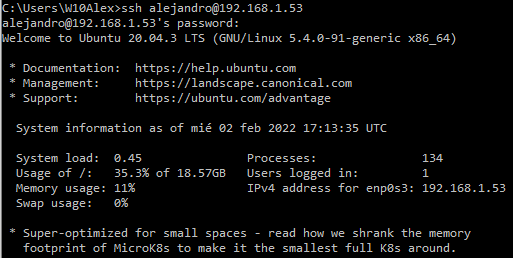 C:\Users\W10Alex>ssh alejandro@192.168.1.53
alejandro@192.168.1.53's password:
Welcome to Ubuntu 20.04.3 LTS (GNU/Linux 5.4.0-91-generic x86_64)
* Documentation:  https://help.ubuntu.com
* Management:     https://landscape.canonical.com
* Support:        https://ubuntu.com/advantage
System information as of mié 02 feb 2022 17:13:35 UTC
System load:  0.45               Processes:               134
Usage of /:   35.3% of 18.57GB   Users logged in:         1
Memory usage: 11%                IPv4 address for enp0s3: 192.168.1.53
Swap usage:   0%
* Super-optimized for small spaces - read how we shrank the memory
footprint of MicroK8s to make it the smallest full K8s around.